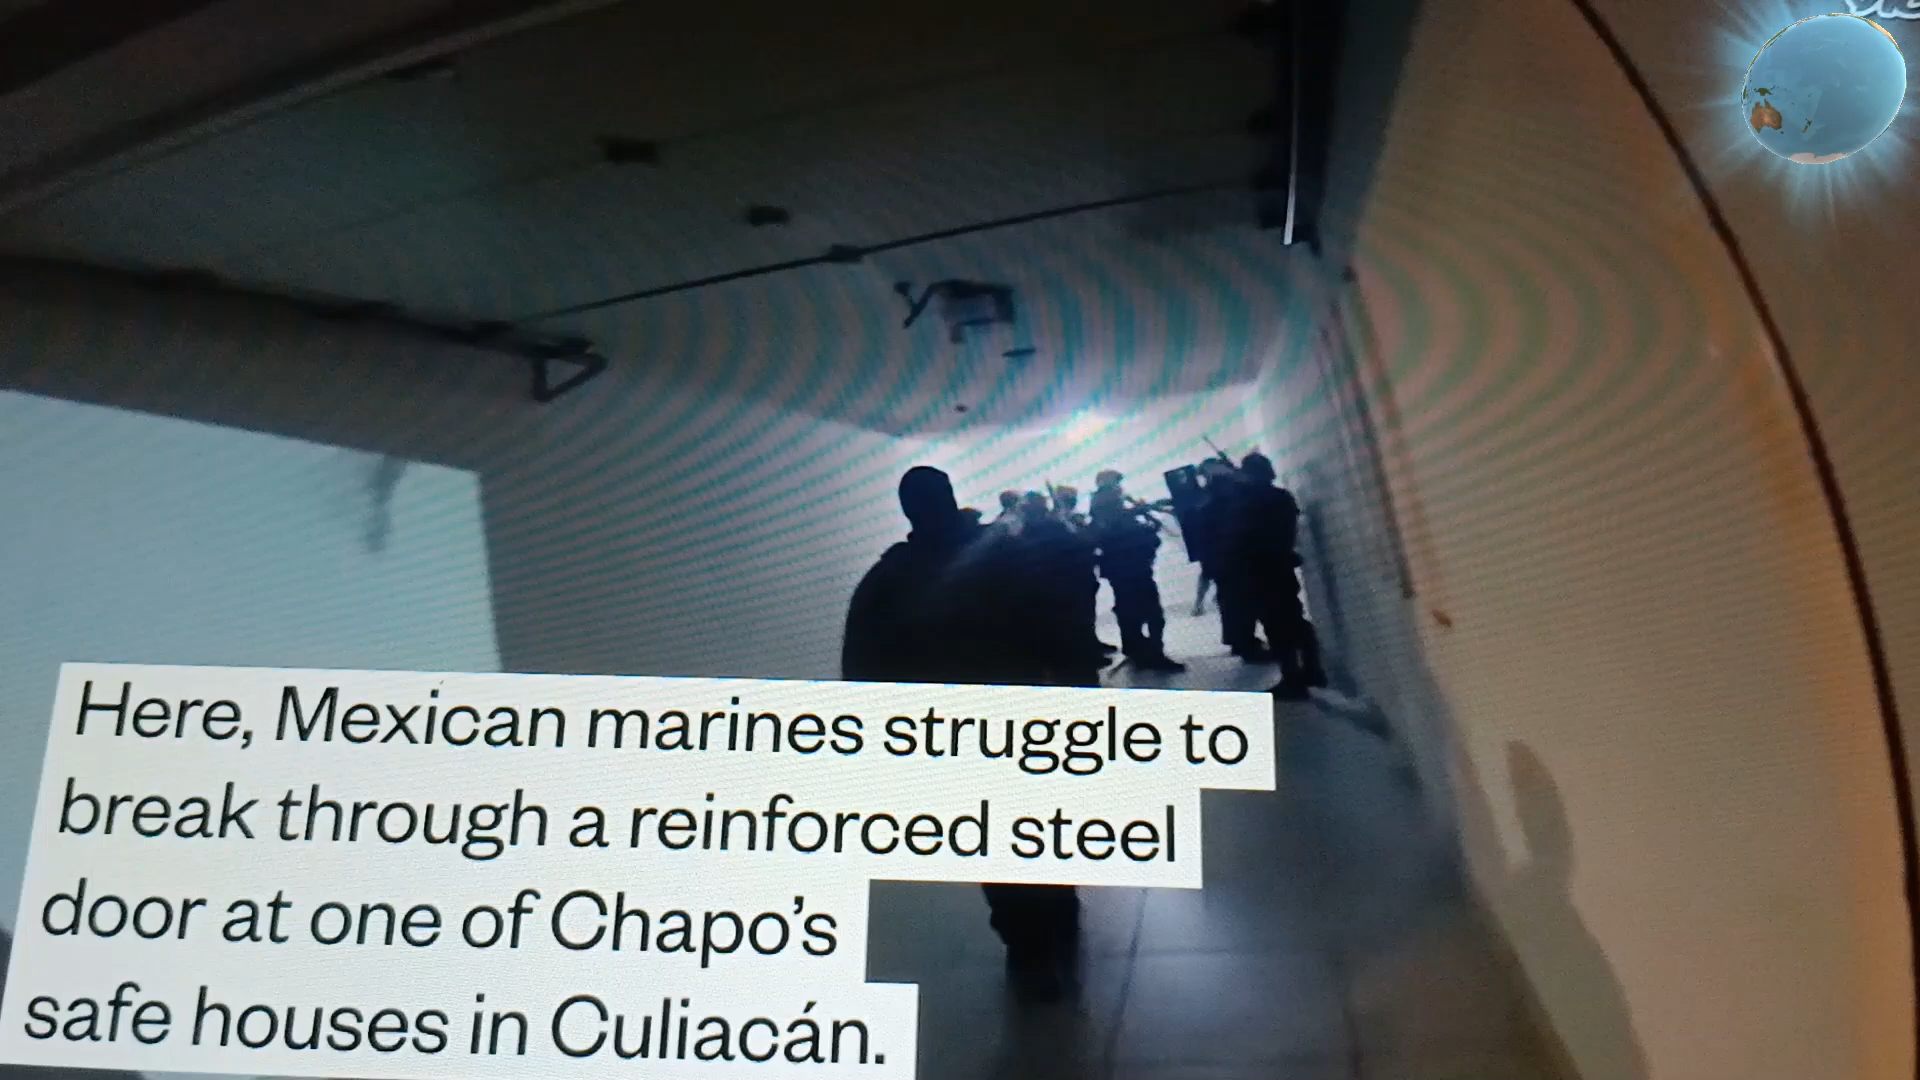 Here, Mexican marines struggle to
break through a reinforced steel
door at one of Chapo's
safe houses in Culiacán.